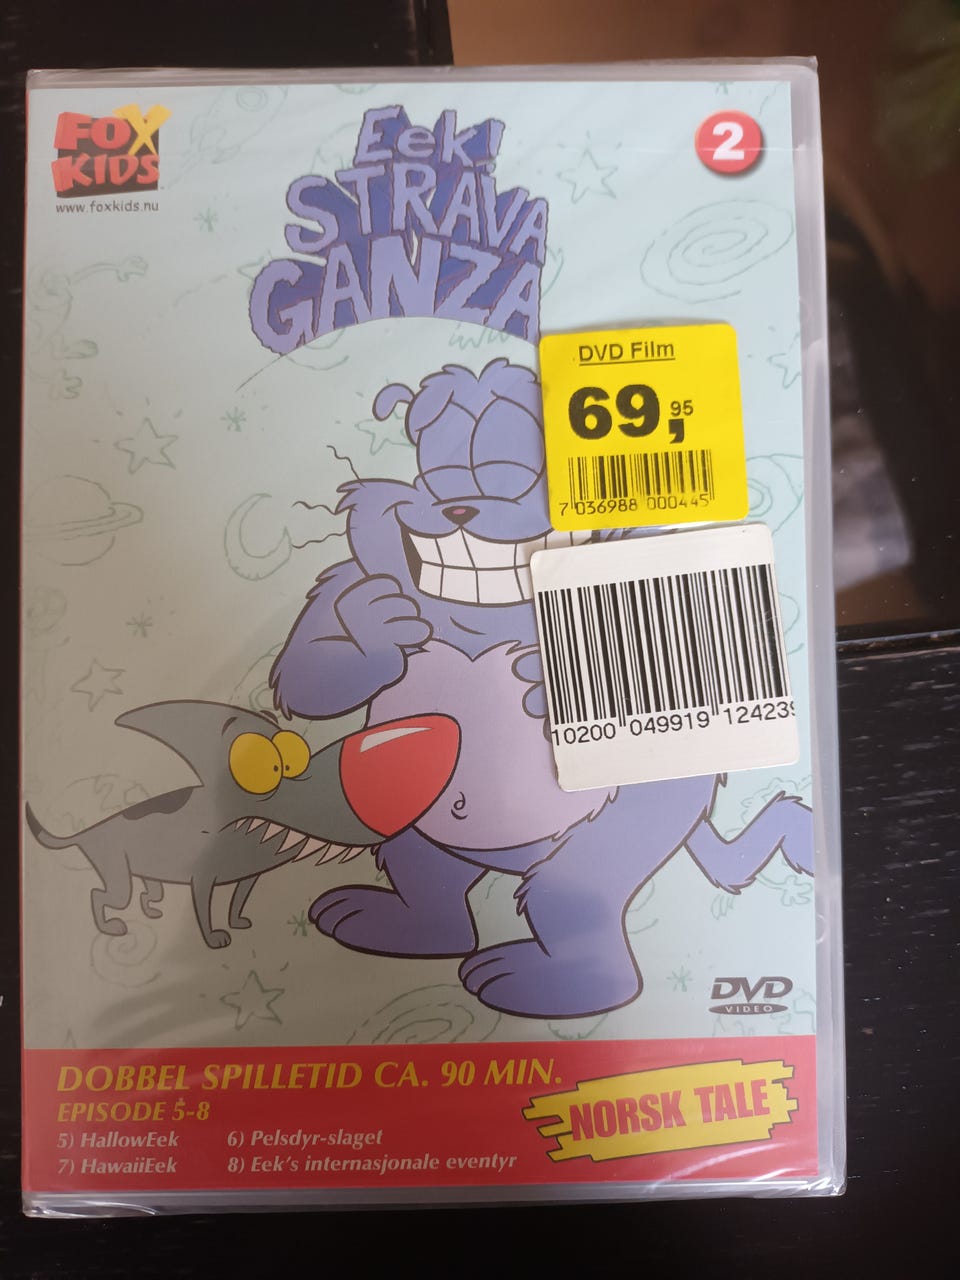 FOX
KIDS
www.foxkids.nu
Eek!
STRAVA
GANZA
2
DVD Film
69,95
7 036988 000445
10200 049919 124239
DVD
VIDEO
DOBBEL SPILLETID CA. 90 MIN.
EPISODE 5-8
5) HallowEek 6) Pelsdyr-slaget
7) HawaiiEek 8) Eek's internasjonale eventyr
NORSK TALE